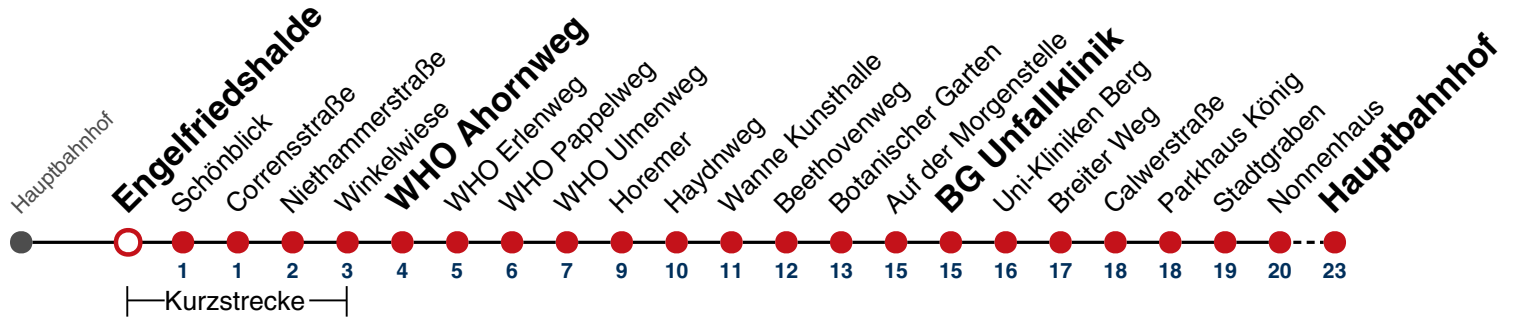 Hauptbahnhof
Engelfriedshalde
Schönblick
Corrensstraße
Niethammerstraße
Winkelwiese
WHO Ahornweg
WHO Erlenweg
WHO Pappelweg
WHO Ulmenweg
Horemer
Haydnweg
Wanne Kunsthalle
Beethovenweg
Botanischer Garten
Auf der Morgenstelle
BG Unfallklinik
Uni-Kliniken Berg
Breiter Weg
Calwerstraße
Parkhaus König
Stadtgraben
Nonnenhaus
Hauptbahnhof
1 1 2 3 4 5 6 7 9 10 11 12 13 15 15 16 17 18 18 19 20 23
Kurzstrecke